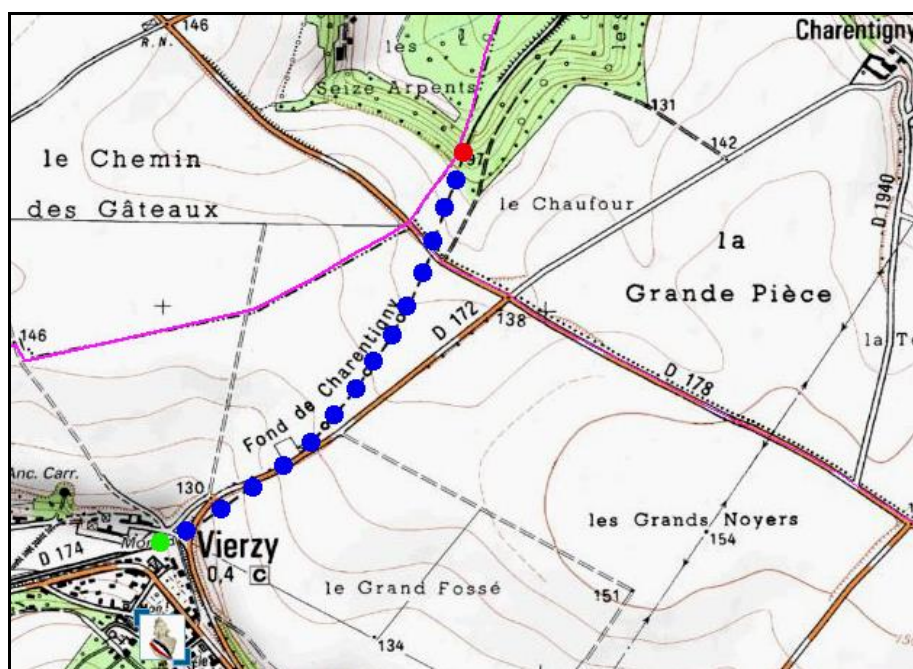 146
R.N.
les
Charentigny
Seize Arpents
131
142
le Chemin
des Gâteaux
97
le Chaufour
D 1940
la
Grande Pièce
D 172
138
146
Fond de Charentigny
D 178
Anc. Carr.
130
Vierzy
0,4 C
D 174
les Grands Noyers
154
le Grand Fossé
151
134